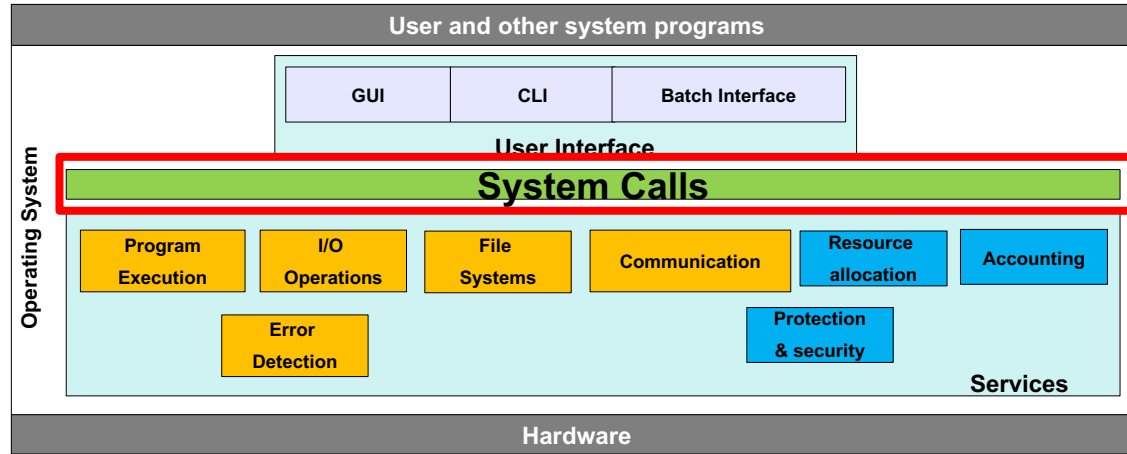 User and other system programs
GUI
CLI
Batch Interface
User Interface
Operating System
System Calls
Program
Execution
I/O
Operations
File
Systems
Communication
Resource
allocation
Accounting
Error
Detection
Protection
& security
Services
Hardware